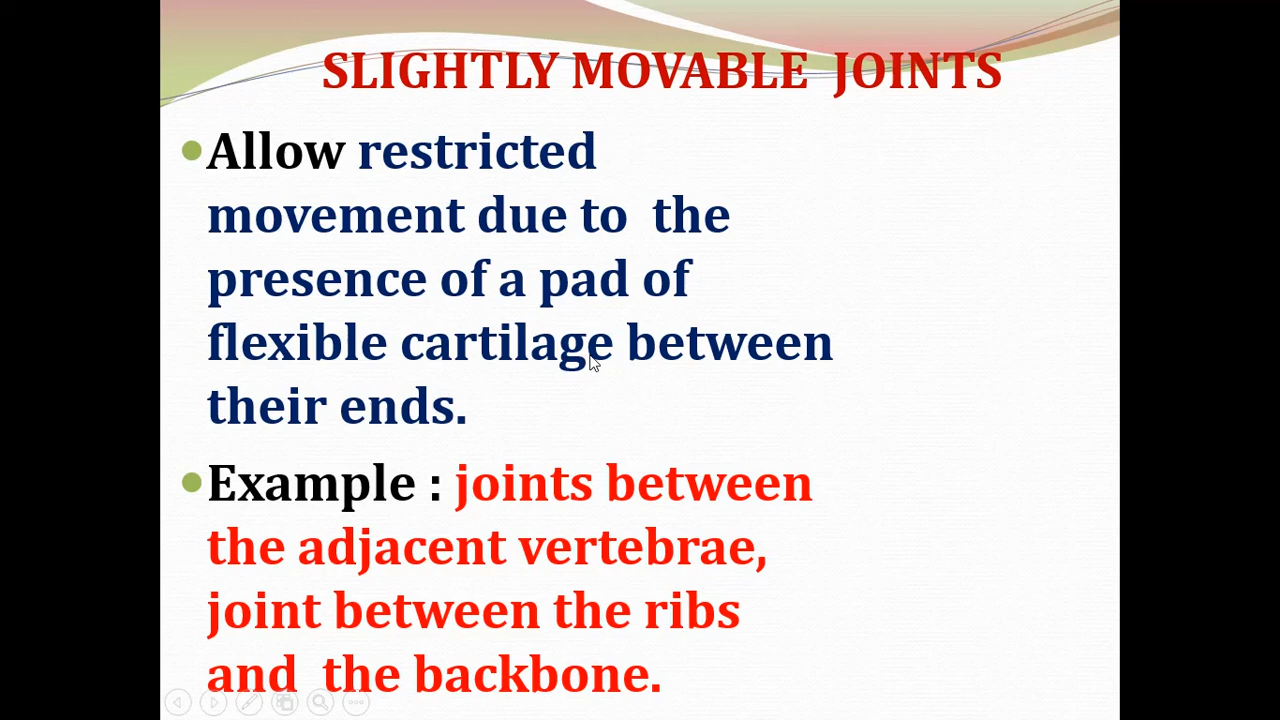 SLIGHTLY MOVABLE JOINTS
Allow restricted
movement due to the
presence of a pad of
flexible cartilage between
their ends.
Example : joints between
the adjacent vertebrae,
joint between the ribs
and the backbone.